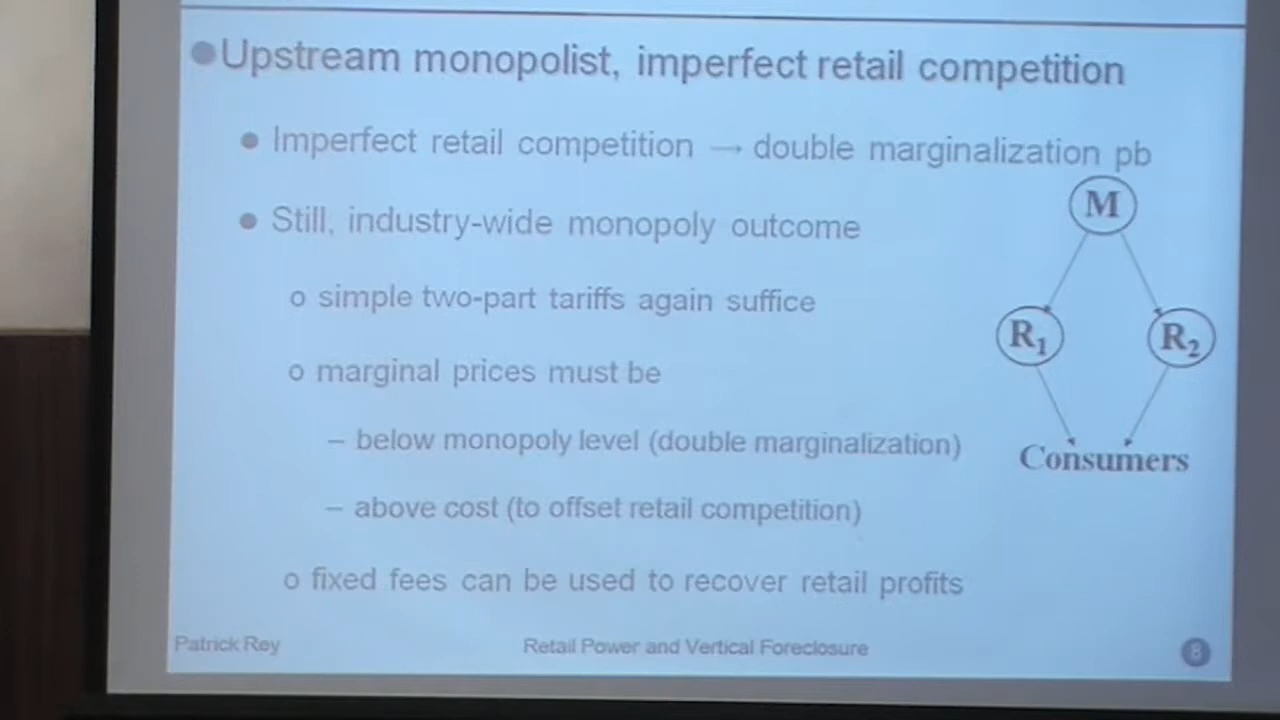 Upstream monopolist, imperfect retail competition
Imperfect retail competition → double marginalization pb
Still, industry-wide monopoly outcome
o simple two-part tariffs again suffice
o marginal prices must be
– below monopoly level (double marginalization)
– above cost (to offset retail competition)
o fixed fees can be used to recover retail profits
M
R1 R2
Consumers
Patrick Rey Retail Power and Vertical Foreclosure 8